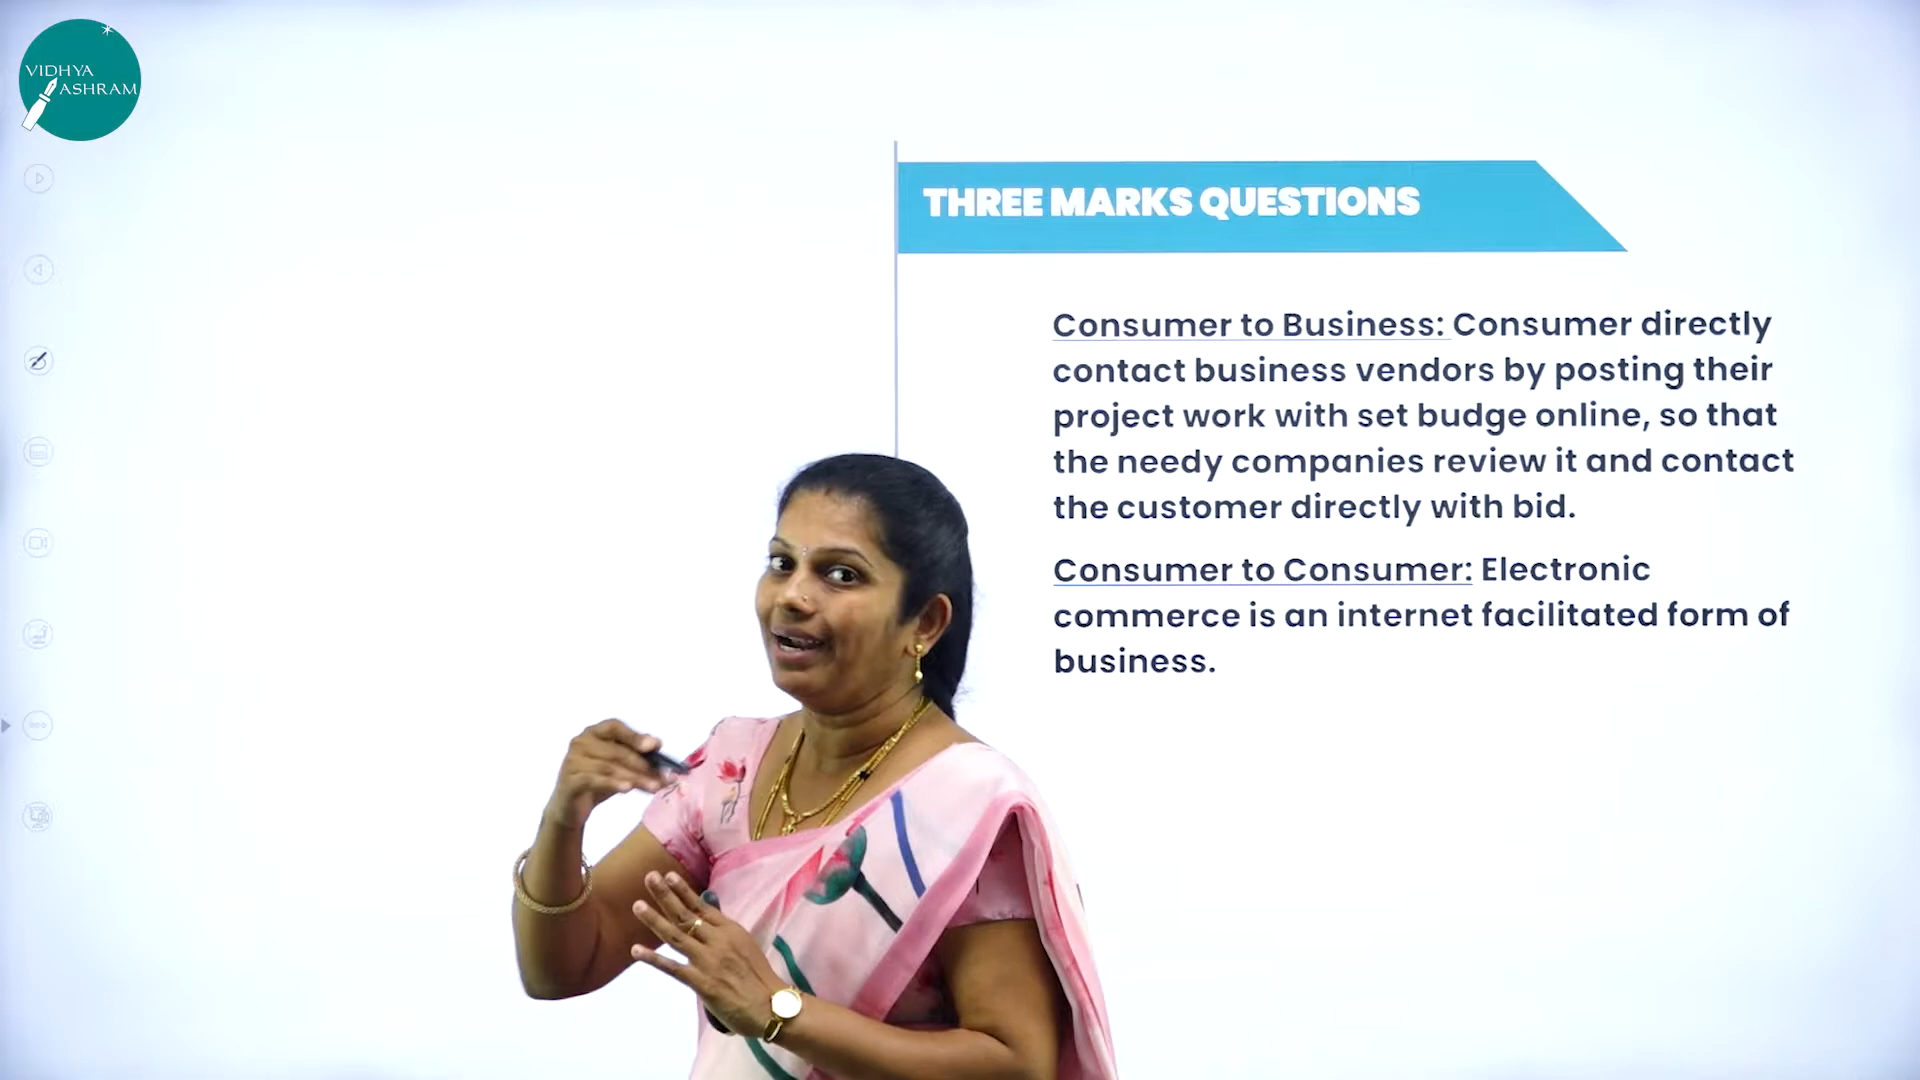 VIDHYA
ASHRAM
THREE MARKS QUESTIONS
Consumer to Business: Consumer directly
contact business vendors by posting their
project work with set budge online, so that
the needy companies review it and contact
the customer directly with bid.
Consumer to Consumer: Electronic
commerce is an internet facilitated form of
business.